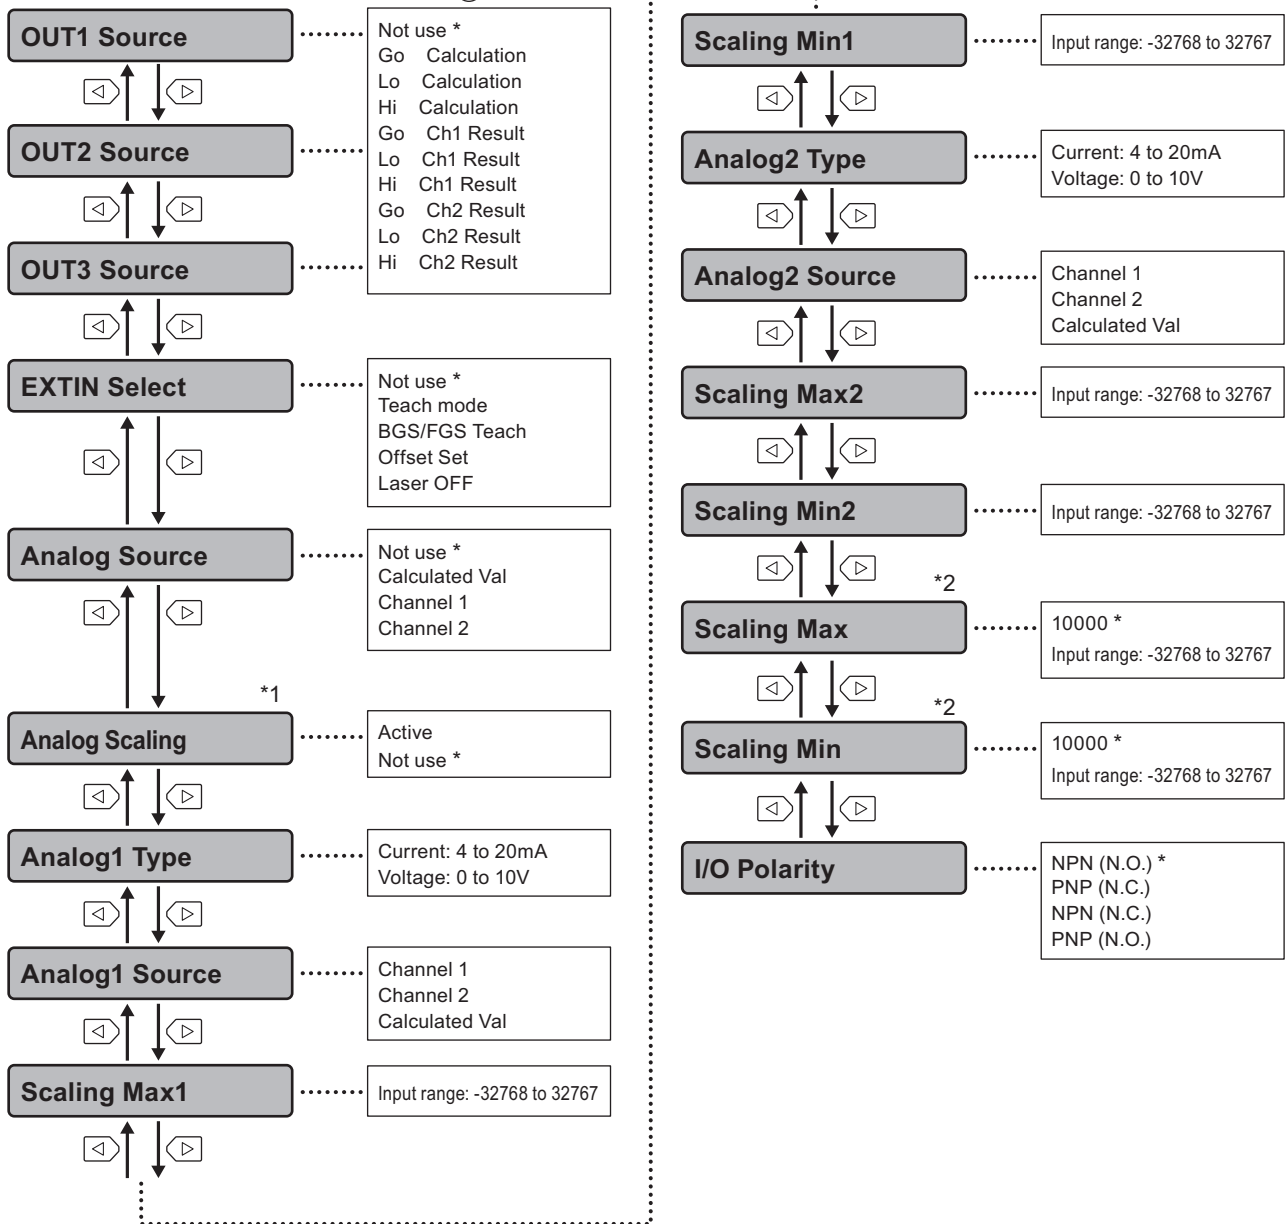 OUT1 Source
Not use *
Go Calculation
Lo Calculation
Hi Calculation
Go Ch1 Result
Lo Ch1 Result
Hi Ch1 Result
Go Ch2 Result
Lo Ch2 Result
Hi Ch2 Result
OUT2 Source
OUT3 Source
EXTIN Select
Not use *
Teach mode
BGS/FGS Teach
Offset Set
Laser OFF
Analog Source
Not use *
Calculated Val
Channel 1
Channel 2
*1
Analog Scaling
Active
Not use *
Analog1 Type
Current: 4 to 20mA
Voltage: 0 to 10V
Analog1 Source
Channel 1
Channel 2
Calculated Val
Scaling Max1
Input range: -32768 to 32767
Scaling Min1
Input range: -32768 to 32767
Analog2 Type
Current: 4 to 20mA
Voltage: 0 to 10V
Analog2 Source
Channel 1
Channel 2
Calculated Val
Scaling Max2
Input range: -32768 to 32767
Scaling Min2
Input range: -32768 to 32767
*2
Scaling Max
10000 *
Input range: -32768 to 32767
*2
Scaling Min
10000 *
Input range: -32768 to 32767
I/O Polarity
NPN (N.O.) *
PNP (N.C.)
NPN (N.C.)
PNP (N.O.)